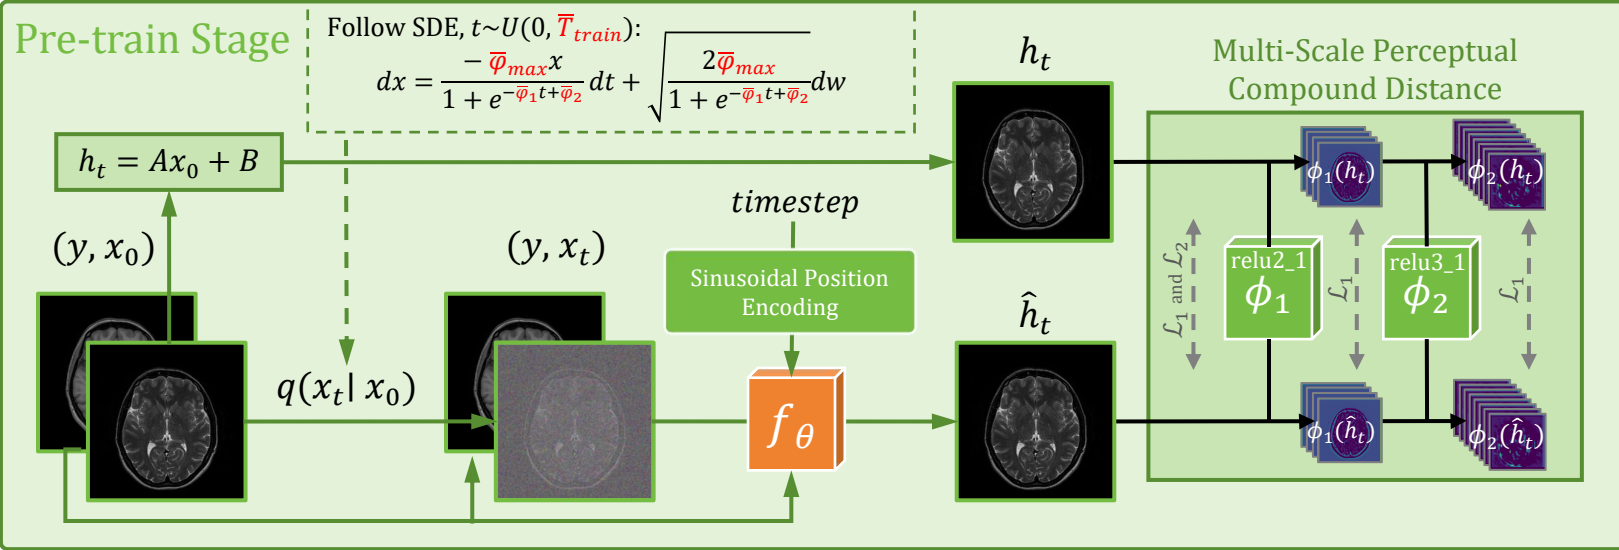 Pre-train Stage
Follow SDE, t~U(0, T̅_train):
dx = (− φ̅_max x)/(1 + e^(−φ̅_1 t+φ̅_2)) dt + √((2φ̅_max)/(1 + e^(−φ̅_1 t+φ̅_2))) dw
h_t = Ax_0 + B
(y, x_0)
q(x_t | x_0)
(y, x_t)
timestep
Sinusoidal Position
Encoding
f_θ
h_t
ĥ_t
Multi-Scale Perceptual
Compound Distance
ϕ_1(h_t)
ϕ_2(h_t)
ℒ_1 and ℒ_2
relu2_1
ϕ_1
ℒ_1
relu3_1
ϕ_2
ℒ_1
ϕ_1(ĥ_t)
ϕ_2(ĥ_t)